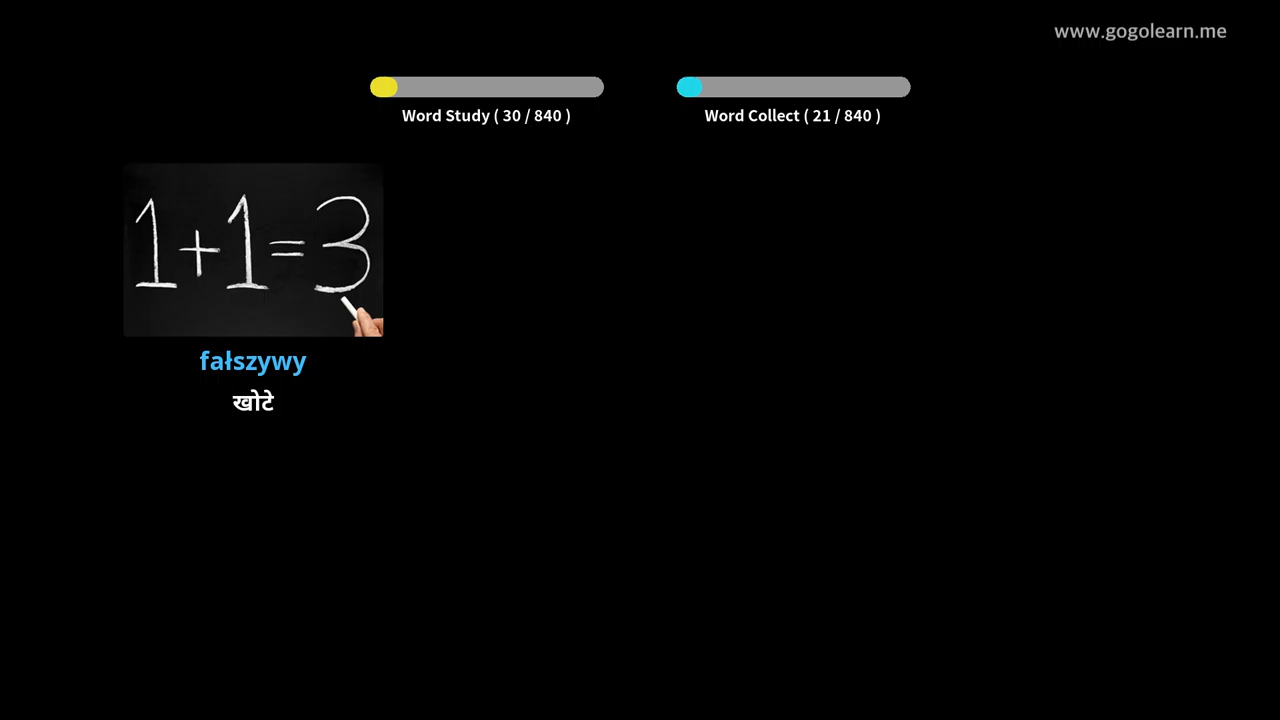 www.gogolearn.me
Word Study ( 30 / 840 )
Word Collect ( 21 / 840 )
1+1=3
fałszywy
खोटे